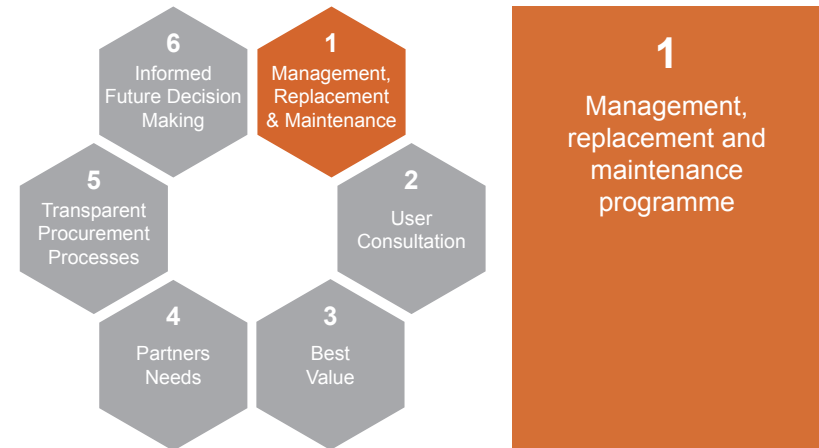 6
Informed
Future Decision
Making
1
Management,
Replacement
& Maintenance
2
User
Consultation
3
Best
Value
4
Partners
Needs
5
Transparent
Procurement
Processes
1
Management,
replacement and
maintenance
programme